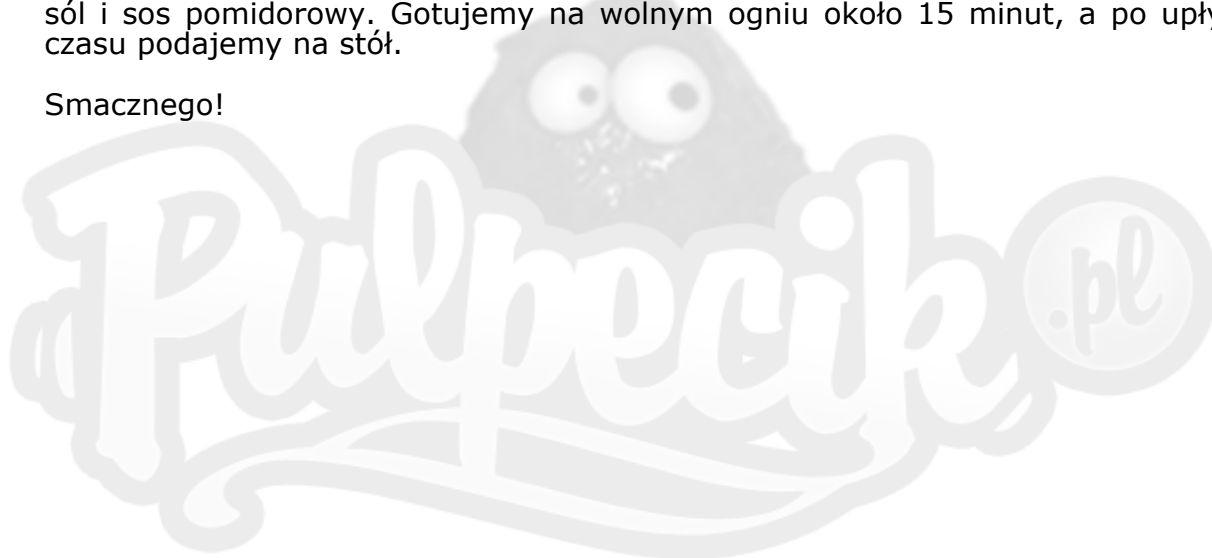 sól i sos pomidorowy. Gotujemy na wolnym ogniu około 15 minut, a po
czasu podajemy na stół.
Smacznego!
Pulpecik .pl